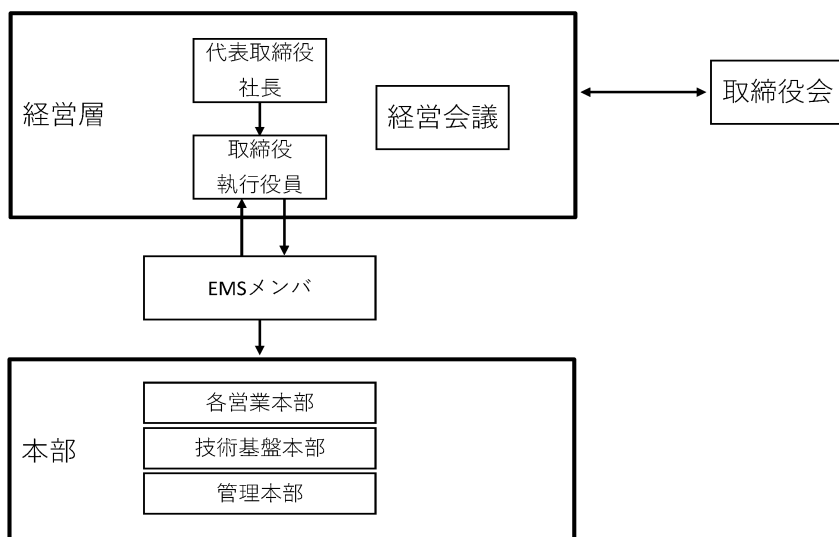 代表取締役
社長
経営層
経営会議
取締役会
取締役
執行役員
EMSメンバ
各営業本部
本部
技術基盤本部
管理本部